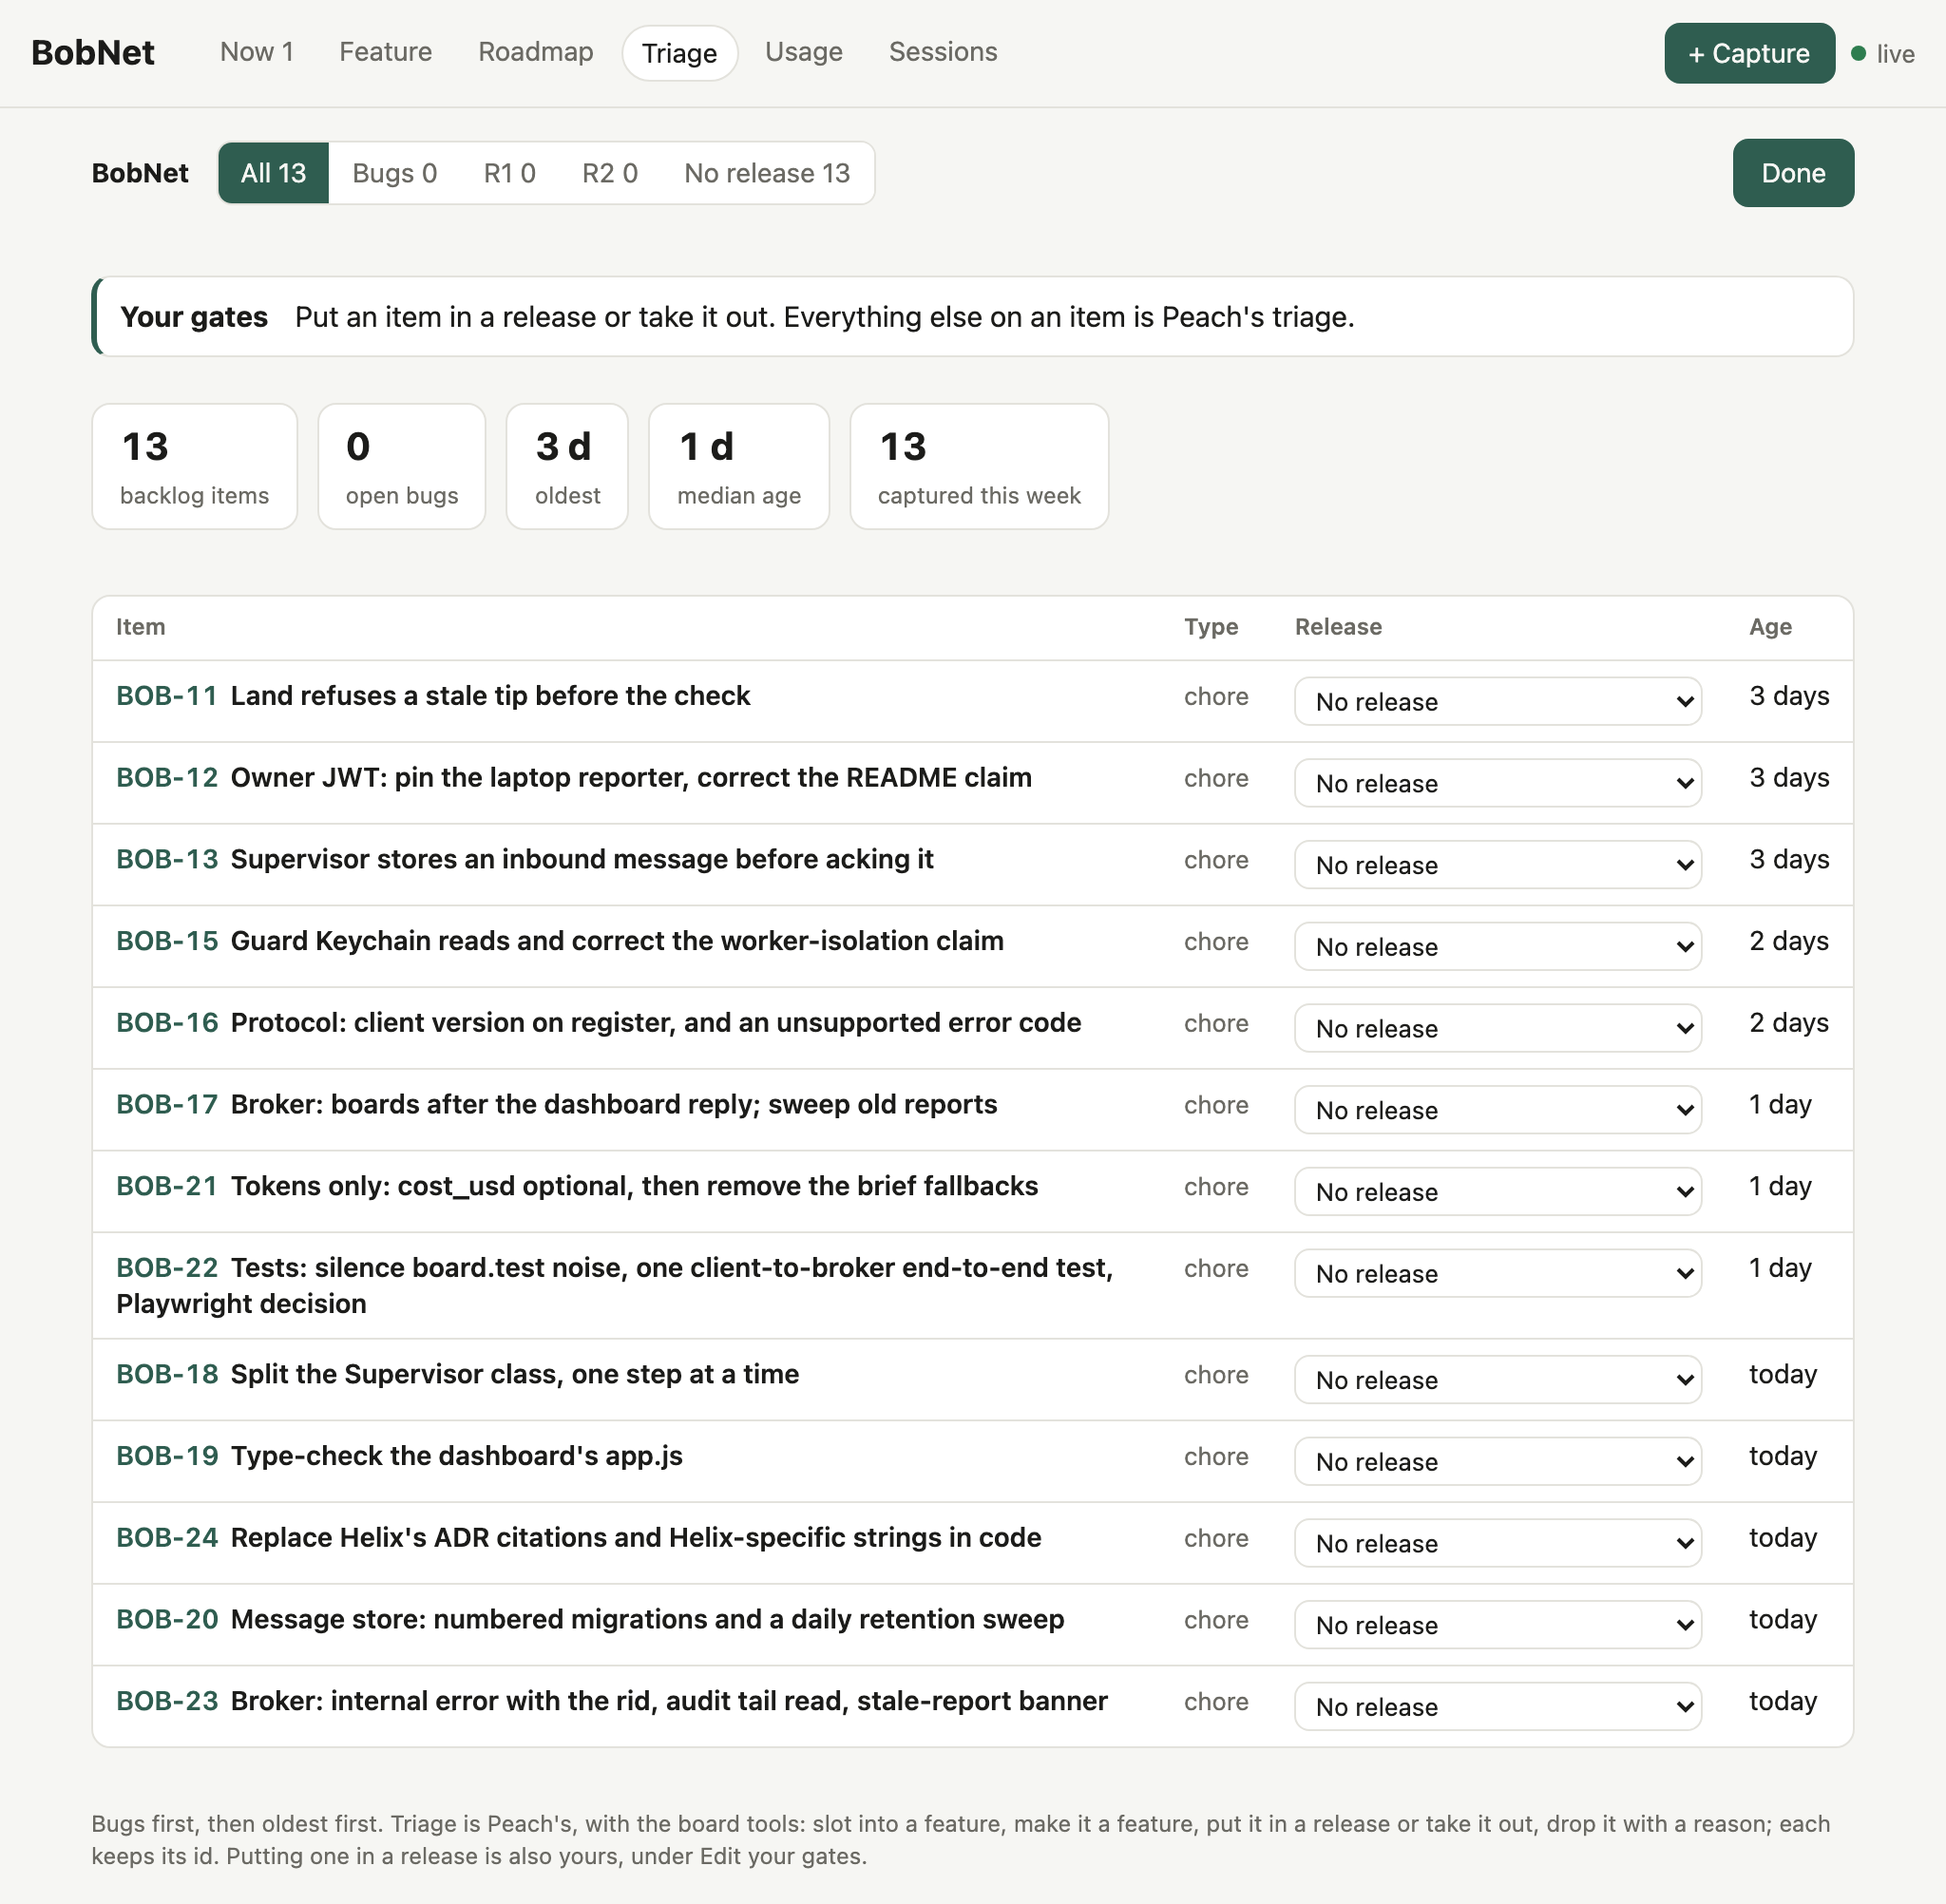 BobNet
Now 1
Feature
Roadmap
Triage
Usage
Sessions
+ Capture
live
BobNet
All 13
Bugs 0
R1 0
R2 0
No release 13
Done
Your gates Put an item in a release or take it out. Everything else on an item is Peach's triage.
13
backlog items
0
open bugs
3 d
oldest
1 d
median age
13
captured this week
Item Type Release Age
BOB-11 Land refuses a stale tip before the check chore No release 3 days
BOB-12 Owner JWT: pin the laptop reporter, correct the README claim chore No release 3 days
BOB-13 Supervisor stores an inbound message before acking it chore No release 3 days
BOB-15 Guard Keychain reads and correct the worker-isolation claim chore No release 2 days
BOB-16 Protocol: client version on register, and an unsupported error code chore No release 2 days
BOB-17 Broker: boards after the dashboard reply; sweep old reports chore No release 1 day
BOB-21 Tokens only: cost_usd optional, then remove the brief fallbacks chore No release 1 day
BOB-22 Tests: silence board.test noise, one client-to-broker end-to-end test, chore No release 1 day
Playwright decision
BOB-18 Split the Supervisor class, one step at a time chore No release today
BOB-19 Type-check the dashboard's app.js chore No release today
BOB-24 Replace Helix's ADR citations and Helix-specific strings in code chore No release today
BOB-20 Message store: numbered migrations and a daily retention sweep chore No release today
BOB-23 Broker: internal error with the rid, audit tail read, stale-report banner chore No release today
Bugs first, then oldest first. Triage is Peach's, with the board tools: slot into a feature, make it a feature, put it in a release or take it out, drop it with a reason; each
keeps its id. Putting one in a release is also yours, under Edit your gates.